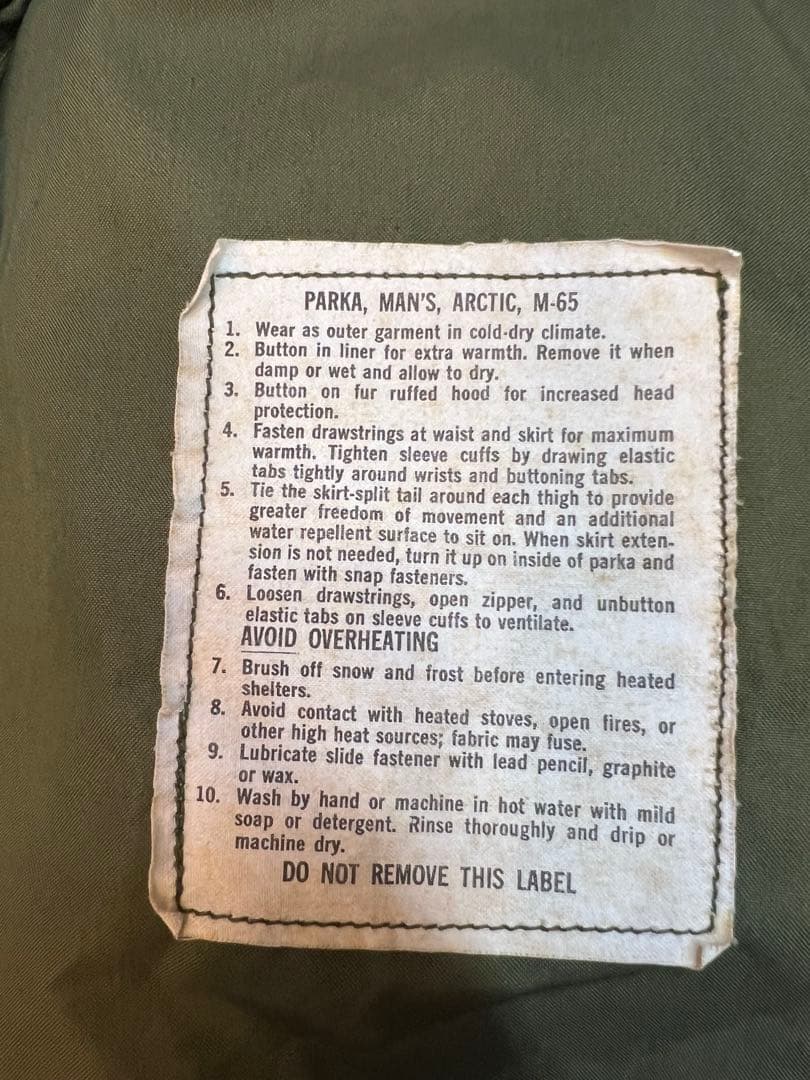 PARKA, MAN'S, ARCTIC, M-65
1. Wear as outer garment in cold-dry climate.
2. Button in liner for extra warmth. Remove it when
damp or wet and allow to dry.
3. Button on fur ruffed hood for increased head
protection.
4. Fasten drawstrings at waist and skirt for maximum
warmth. Tighten sleeve cuffs by drawing elastic
tabs tightly around wrists and buttoning tabs.
5. Tie the skirt-split tail around each thigh to provide
greater freedom of movement and an additional
water repellent surface to sit on. When skirt exten-
sion is not needed, turn it up on inside of parka and
fasten with snap fasteners.
6. Loosen drawstrings, open zipper, and unbutton
elastic tabs on sleeve cuffs to ventilate.
AVOID OVERHEATING
7. Brush off snow and frost before entering heated
shelters.
8. Avoid contact with heated stoves, open fires, or
other high heat sources; fabric may fuse.
9. Lubricate slide fastener with lead pencil, graphite
or wax.
10. Wash by hand or machine in hot water with mild
soap or detergent. Rinse thoroughly and drip or
machine dry.
DO NOT REMOVE THIS LABEL